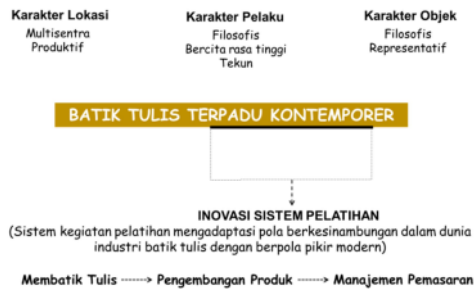 Karakter Lokasi
Multisentra
Produktif
Karakter Pelaku
Filosofis
Bercita rasa tinggi
Tekun
Karakter Objek
Filosofis
Representatif
BATIK TULIS TERPADU KONTEMPORER
INOVASI SISTEM PELATIHAN
(Sistem kegiatan pelatihan mengadaptasi pola berkesinambungan dalam dunia
industri batik tulis dengan berpola pikir modern)
Membatik Tulis Pengembangan Produk Manajemen Pemasaran